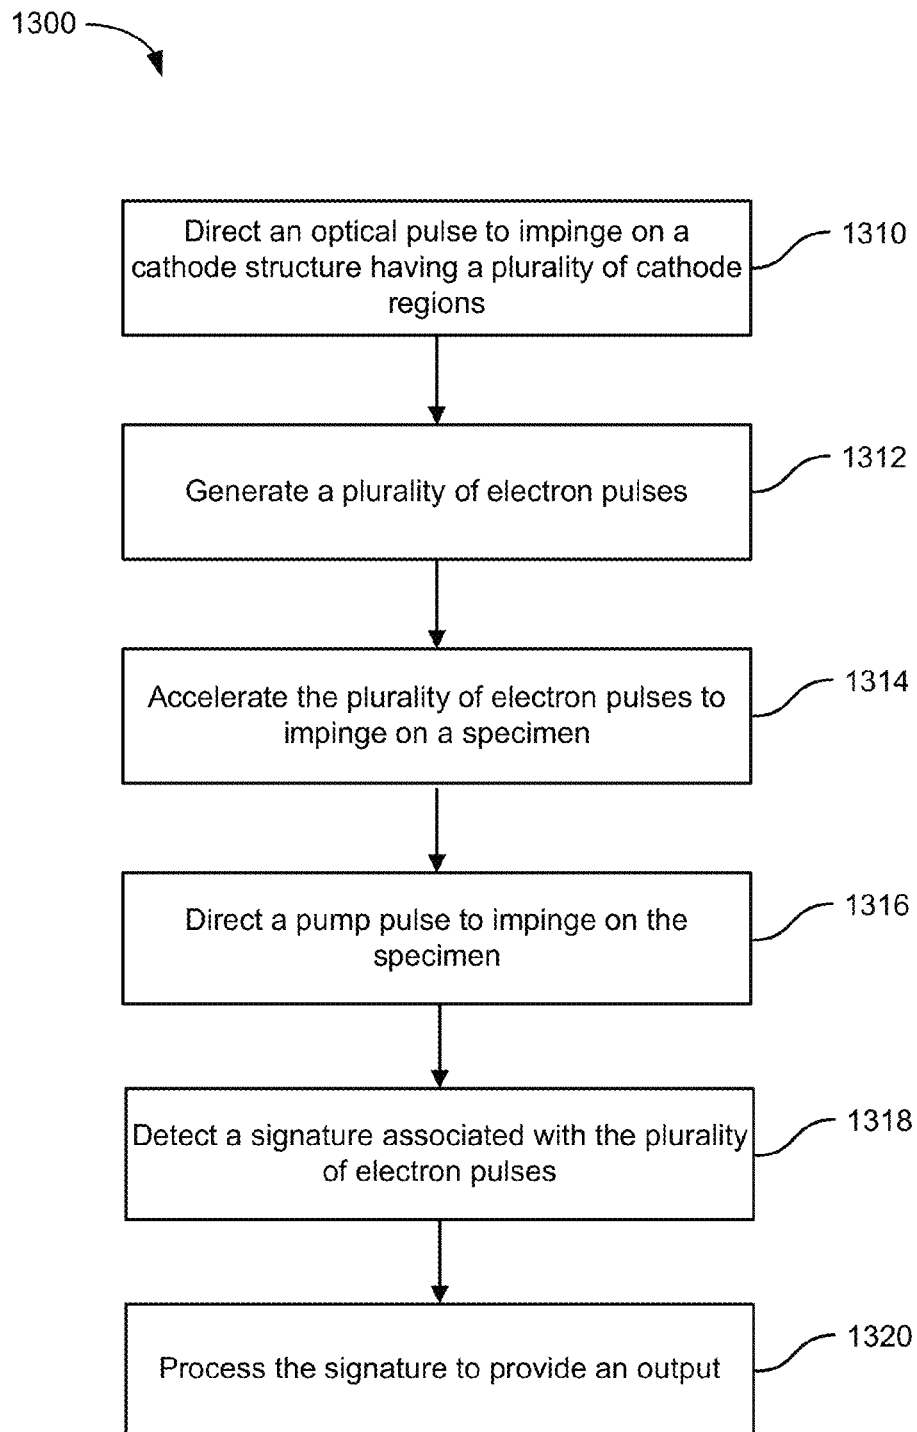 1300
Direct an optical pulse to impinge on a
cathode structure having a plurality of cathode
regions
1310
Generate a plurality of electron pulses
1312
Accelerate the plurality of electron pulses to
impinge on a specimen
1314
Direct a pump pulse to impinge on the
specimen
1316
Detect a signature associated with the plurality
of electron pulses
1318
Process the signature to provide an output
1320